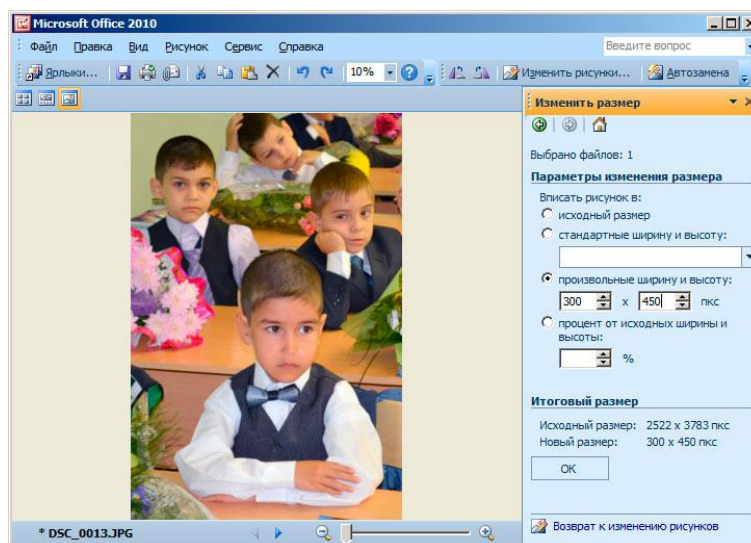 Microsoft Office 2010
Файл Правка Вид Рисунок Сервис Справка
Введите вопрос
Ярлыки... 10% Изменить рисунки... Автозамена
Изменить размер
Выбрано файлов: 1
Параметры изменения размера
Вписать рисунок в:
исходный размер
стандартные ширину и высоту:
произвольные ширину и высоту:
300 x 450 пкс
процент от исходных ширины и
высоты:
%
Итоговый размер
Исходный размер: 2522 x 3783 пкс
Новый размер: 300 x 450 пкс
OK
Возврат к изменению рисунков
* DSC_0013.JPG